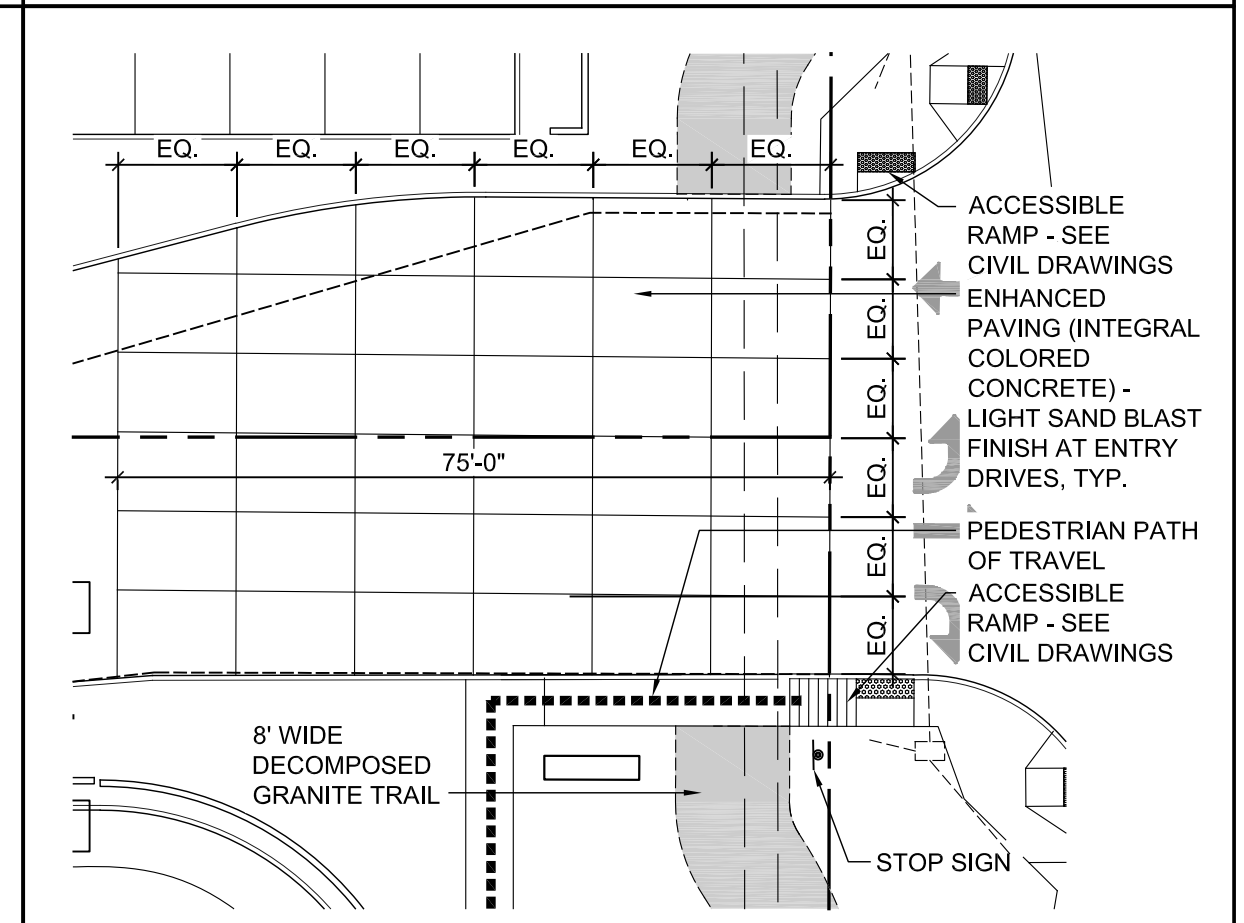 EQ.
EQ.
EQ.
EQ.
EQ.
EQ.
ACCESSIBLE
RAMP - SEE
CIVIL DRAWINGS
ENHANCED
PAVING (INTEGRAL
COLORED
CONCRETE) -
LIGHT SAND BLAST
FINISH AT ENTRY
DRIVES, TYP.
PEDESTRIAN PATH
OF TRAVEL
ACCESSIBLE
RAMP - SEE
CIVIL DRAWINGS
EQ.
EQ.
EQ.
EQ.
EQ.
EQ.
75'-0"
8' WIDE
DECOMPOSED
GRANITE TRAIL
STOP SIGN